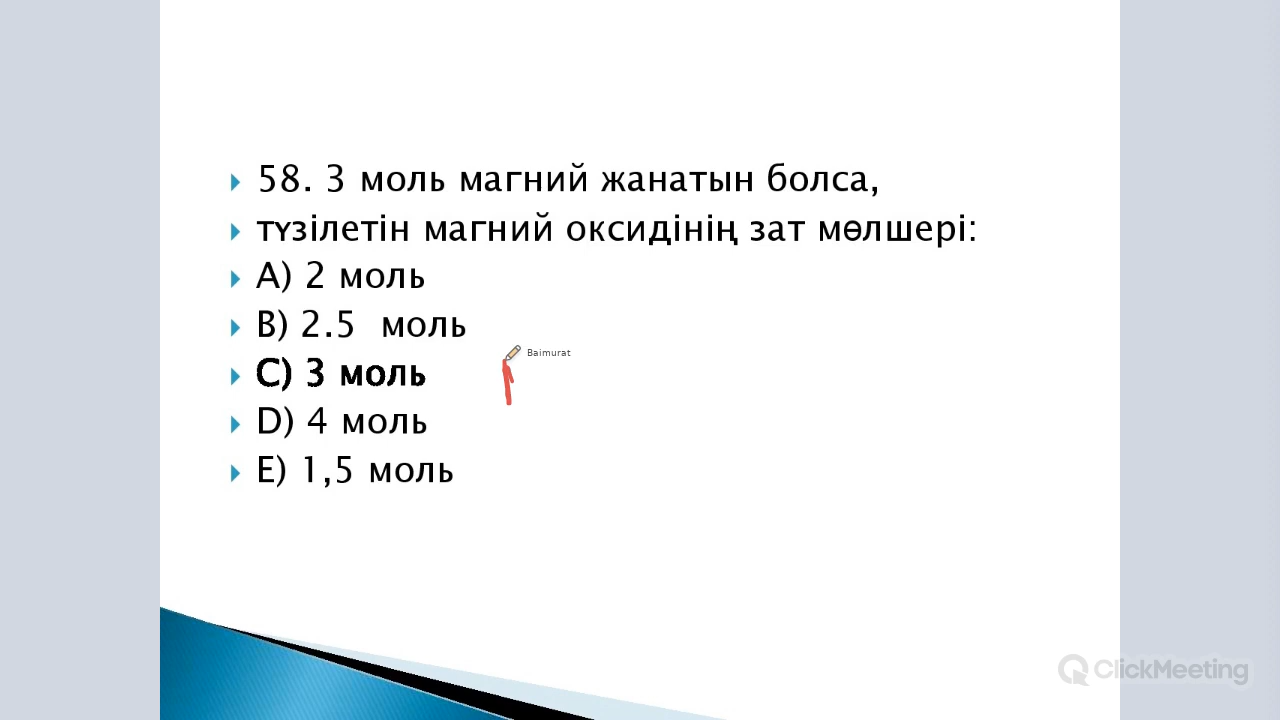 58. 3 моль магний жанатын болса,
түзілетін магний оксидінің зат мөлшері:
A) 2 моль
B) 2.5 моль
C) 3 моль
D) 4 моль
E) 1,5 моль
Baimurat
ClickMeeting